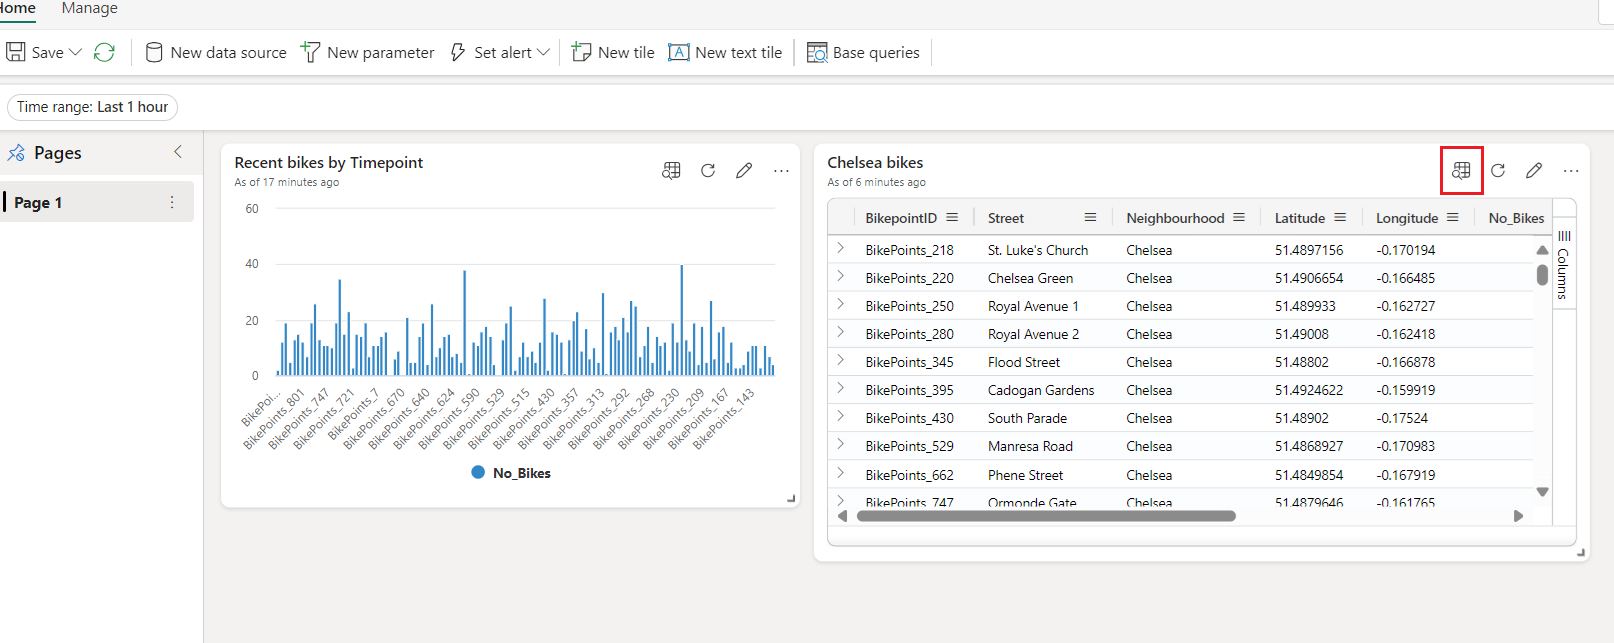 Home Manage
Save New data source New parameter Set alert New tile New text tile Base queries
Time range: Last 1 hour
Pages
Page 1
Recent bikes by Timepoint
As of 17 minutes ago
60
40
20
0
BikePoi... BikePoints_801 BikePoints_747 BikePoints_721 BikePoints_7 BikePoints_670 BikePoints_640 BikePoints_624 BikePoints_590 BikePoints_529 BikePoints_515 BikePoints_430 BikePoints_357 BikePoints_313 BikePoints_292 BikePoints_268 BikePoints_230 BikePoints_209 BikePoints_167 BikePoints_143
No_Bikes
Chelsea bikes
As of 6 minutes ago
BikepointID Street Neighbourhood Latitude Longitude No_Bikes
BikePoints_218 St. Luke's Church Chelsea 51.4897156 -0.170194
BikePoints_220 Chelsea Green Chelsea 51.4906654 -0.166485
BikePoints_250 Royal Avenue 1 Chelsea 51.489933 -0.162727
BikePoints_280 Royal Avenue 2 Chelsea 51.49008 -0.162418
BikePoints_345 Flood Street Chelsea 51.48802 -0.166878
BikePoints_395 Cadogan Gardens Chelsea 51.4924622 -0.159919
BikePoints_430 South Parade Chelsea 51.48902 -0.17524
BikePoints_529 Manresa Road Chelsea 51.4868927 -0.170983
BikePoints_662 Phene Street Chelsea 51.4849854 -0.167919
BikePoints_747 Ormonde Gate Chelsea 51.4879646 -0.161765
Columns